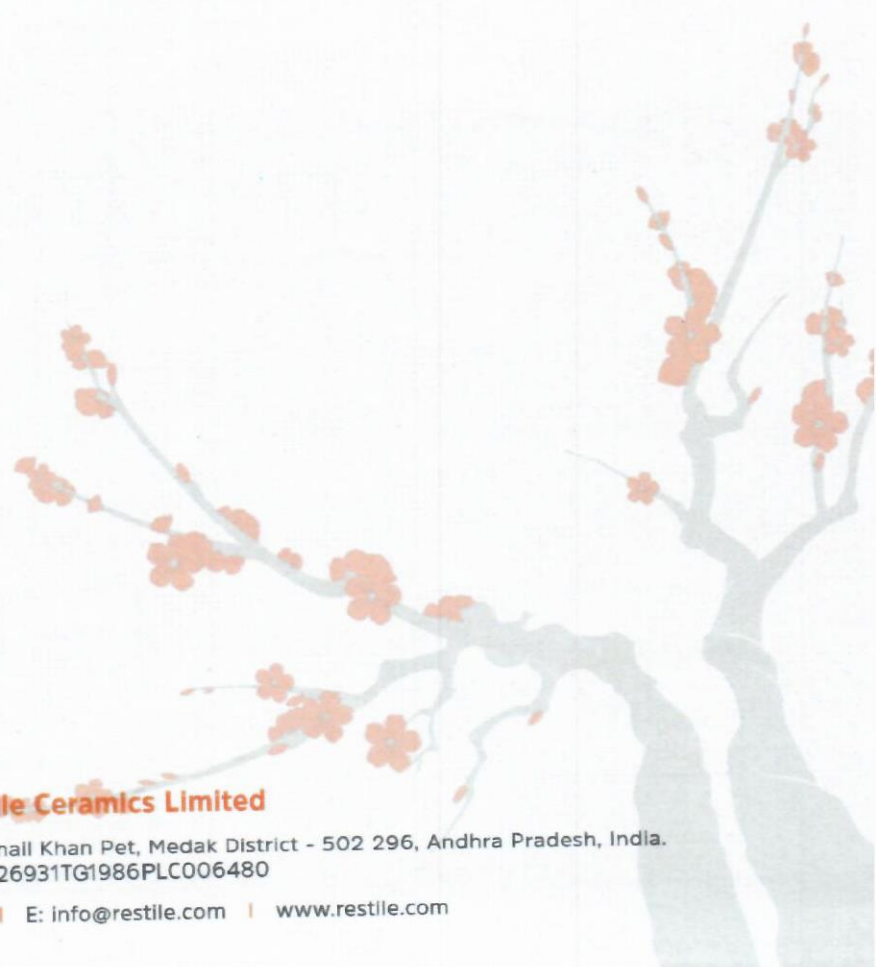 le Ceramics Limited
mail Khan Pet, Medak District - 502 296, Andhra Pradesh, India.
26931TG1986PLC006480
E: info@restile.com | www.restile.com